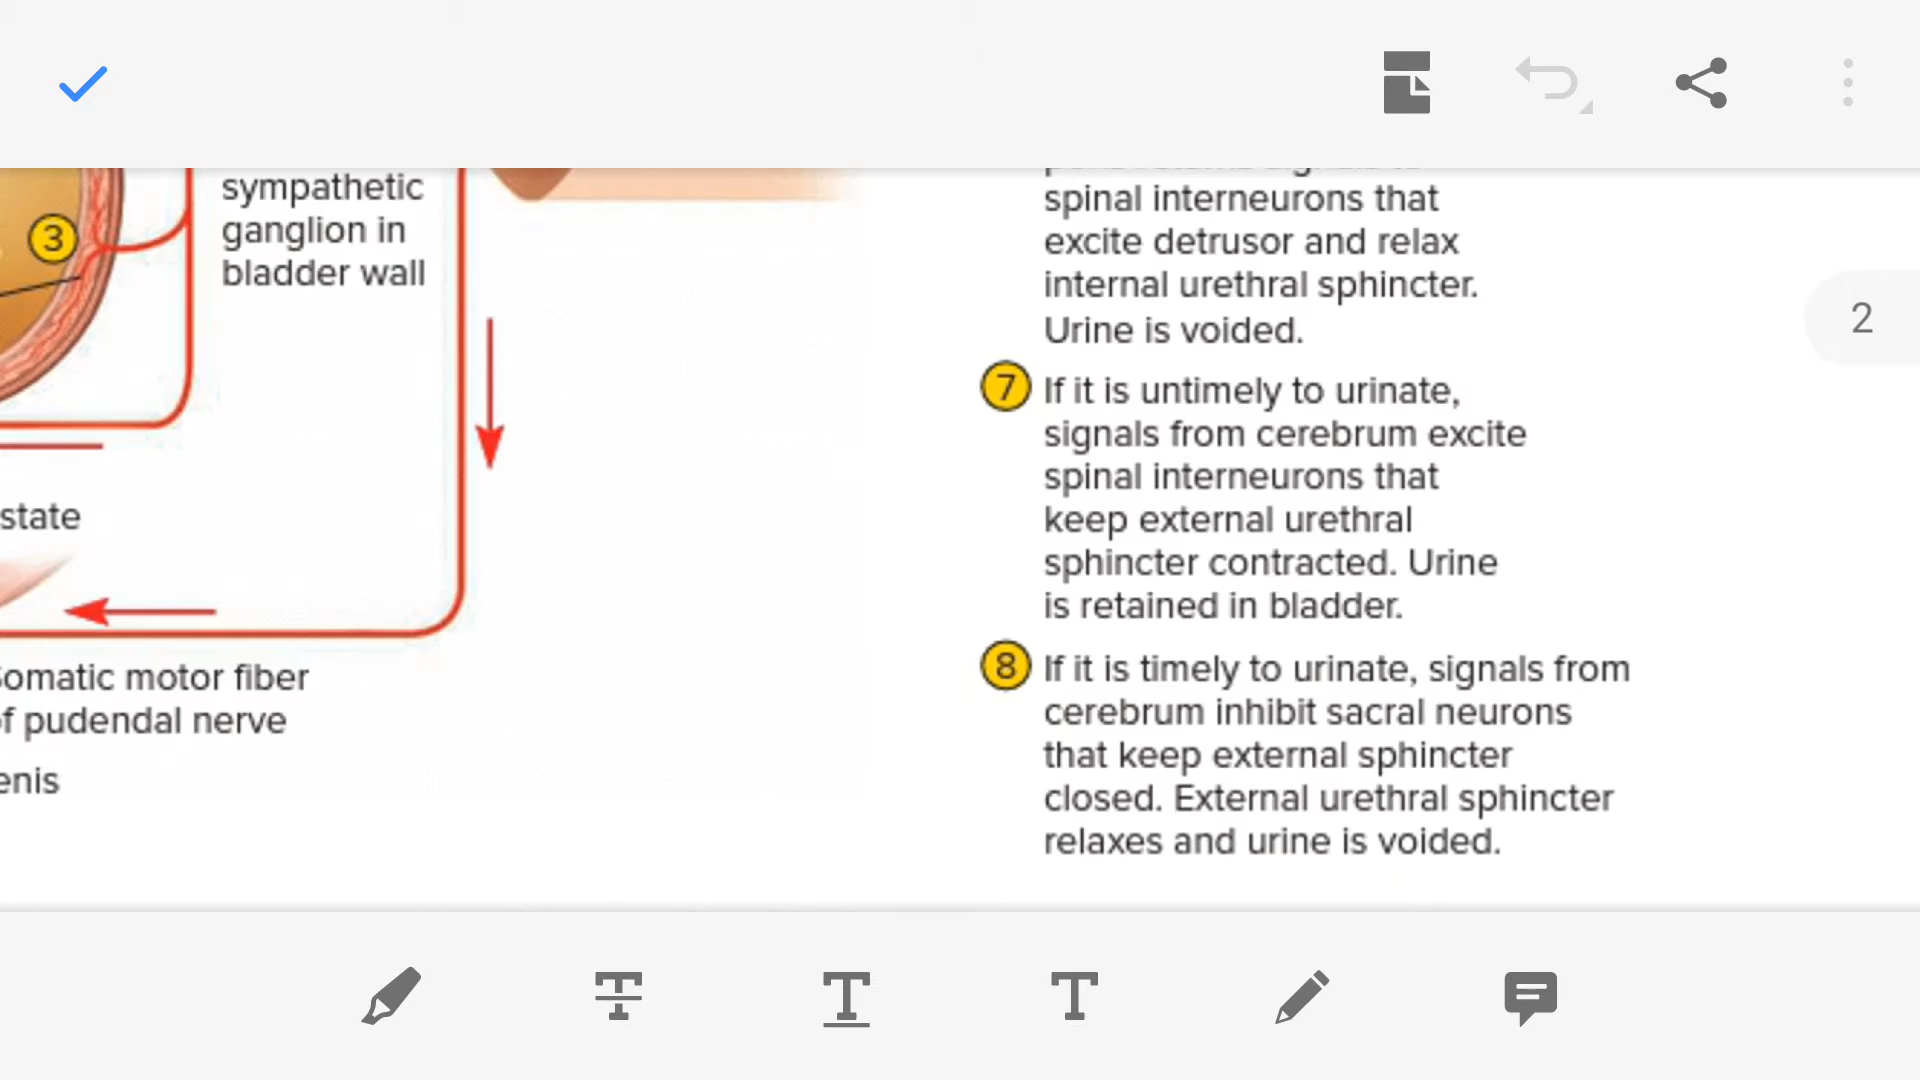 sympathetic
ganglion in
bladder wall
3
state
Somatic motor fiber
of pudendal nerve
enis
spinal interneurons that
excite detrusor and relax
internal urethral sphincter.
Urine is voided.
7 If it is untimely to urinate,
signals from cerebrum excite
spinal interneurons that
keep external urethral
sphincter contracted. Urine
is retained in bladder.
8 If it is timely to urinate, signals from
cerebrum inhibit sacral neurons
that keep external sphincter
closed. External urethral sphincter
relaxes and urine is voided.
2